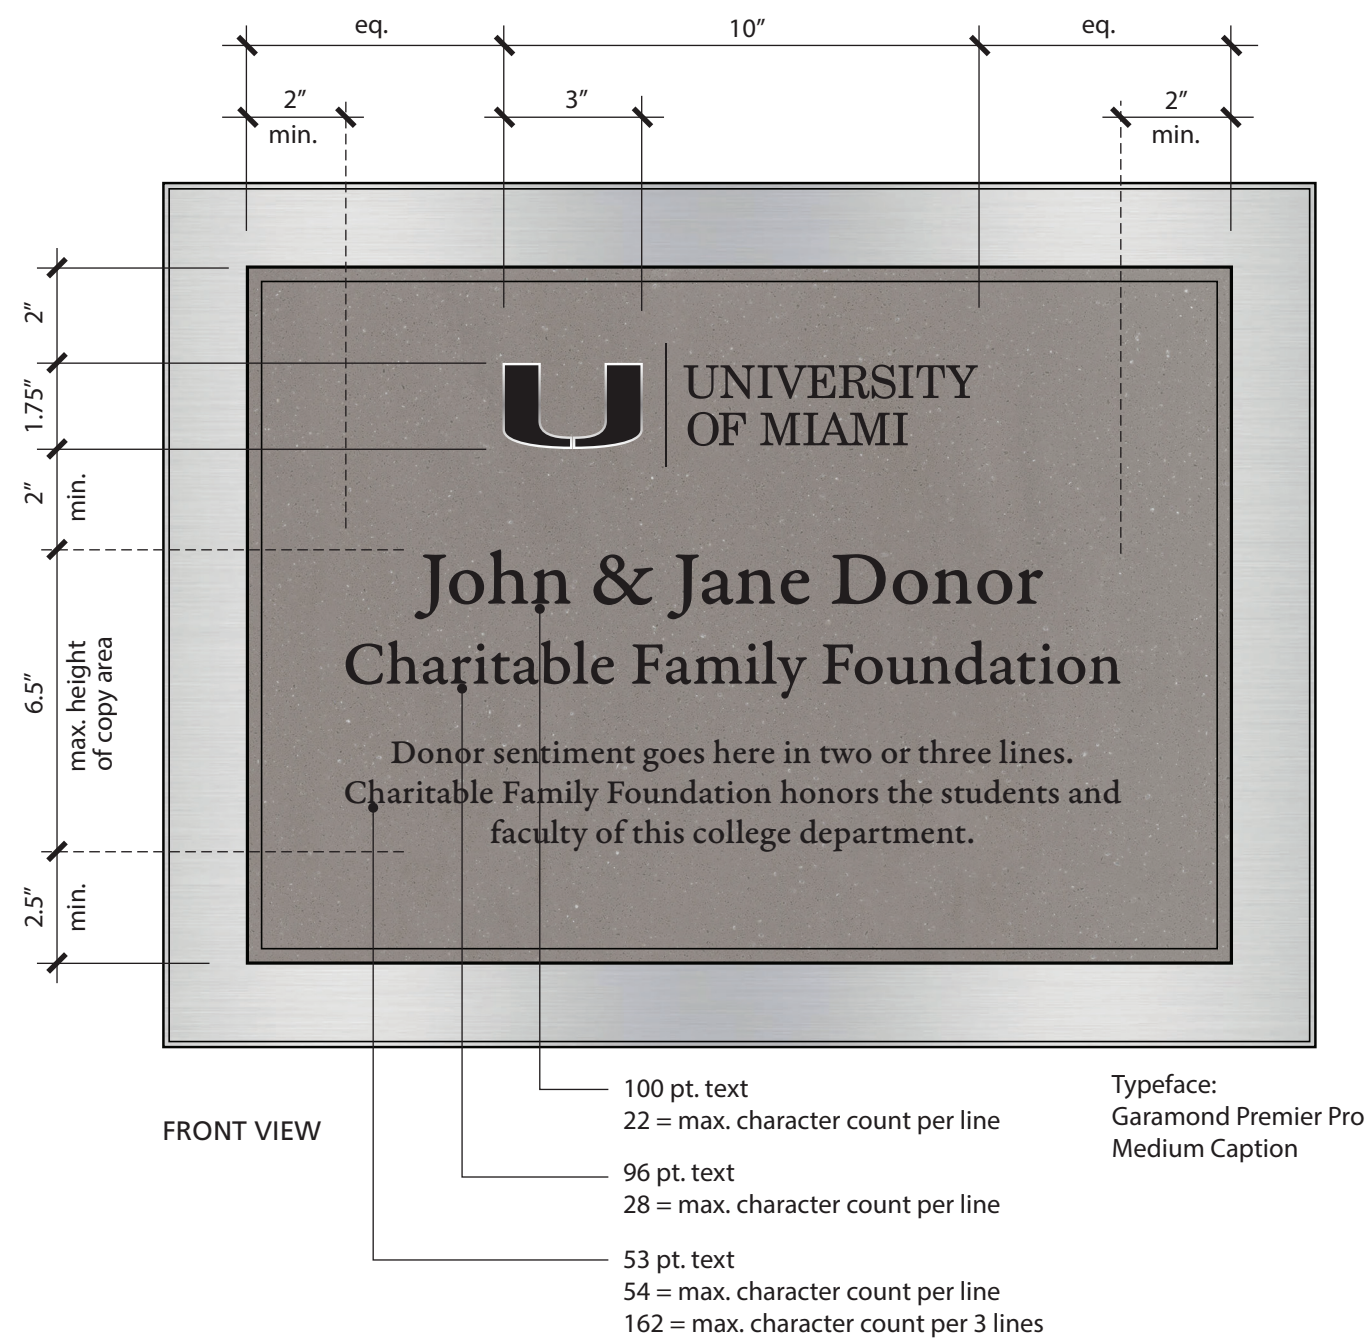 eq.
10”
eq.
2”
min.
3”
2”
min.
2”
1.75”
2”
min.
6.5”
max. height
of copy area
2.5”
min.
UNIVERSITY
OF MIAMI
John & Jane Donor
Charitable Family Foundation
Donor sentiment goes here in two or three lines.
Charitable Family Foundation honors the students and
faculty of this college department.
FRONT VIEW
100 pt. text
22 = max. character count per line
96 pt. text
28 = max. character count per line
53 pt. text
54 = max. character count per line
162 = max. character count per 3 lines
Typeface:
Garamond Premier Pro
Medium Caption